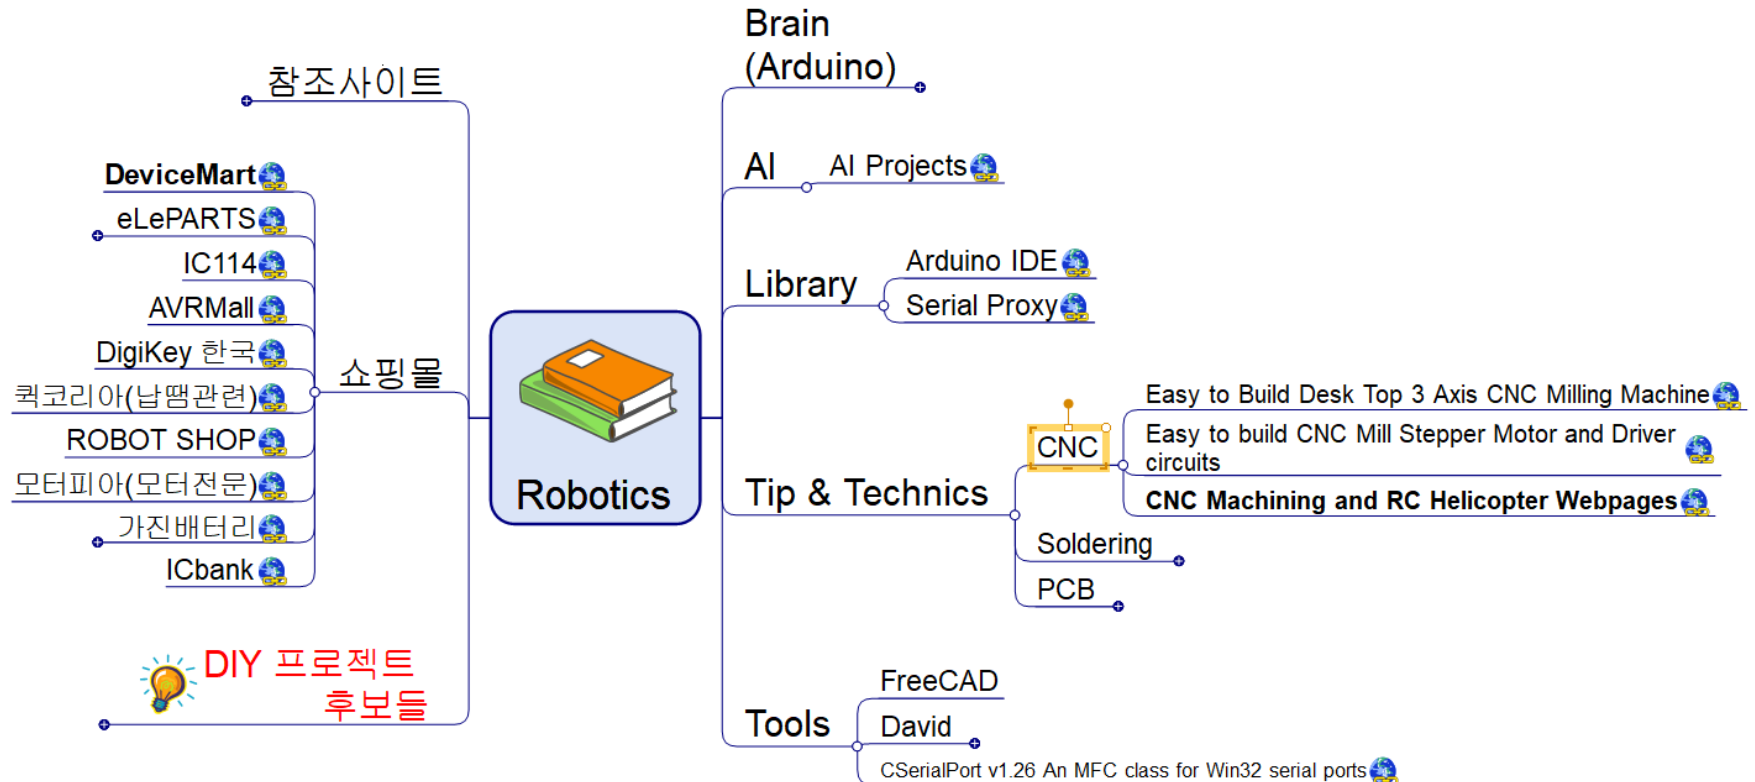 참조사이트
DeviceMart
eLePARTS
IC114
AVRMall
DigiKey 한국
퀵코리아(납땜관련)
ROBOT SHOP
모터피아(모터전문)
가진배터리
ICbank
쇼핑몰
DIY 프로젝트
후보들
Robotics
Brain
(Arduino)
AI
AI Projects
Library
Arduino IDE
Serial Proxy
Tip & Technics
CNC
Easy to Build Desk Top 3 Axis CNC Milling Machine
Easy to build CNC Mill Stepper Motor and Driver
circuits
CNC Machining and RC Helicopter Webpages
Soldering
PCB
Tools
FreeCAD
David
CSerialPort v1.26 An MFC class for Win32 serial ports